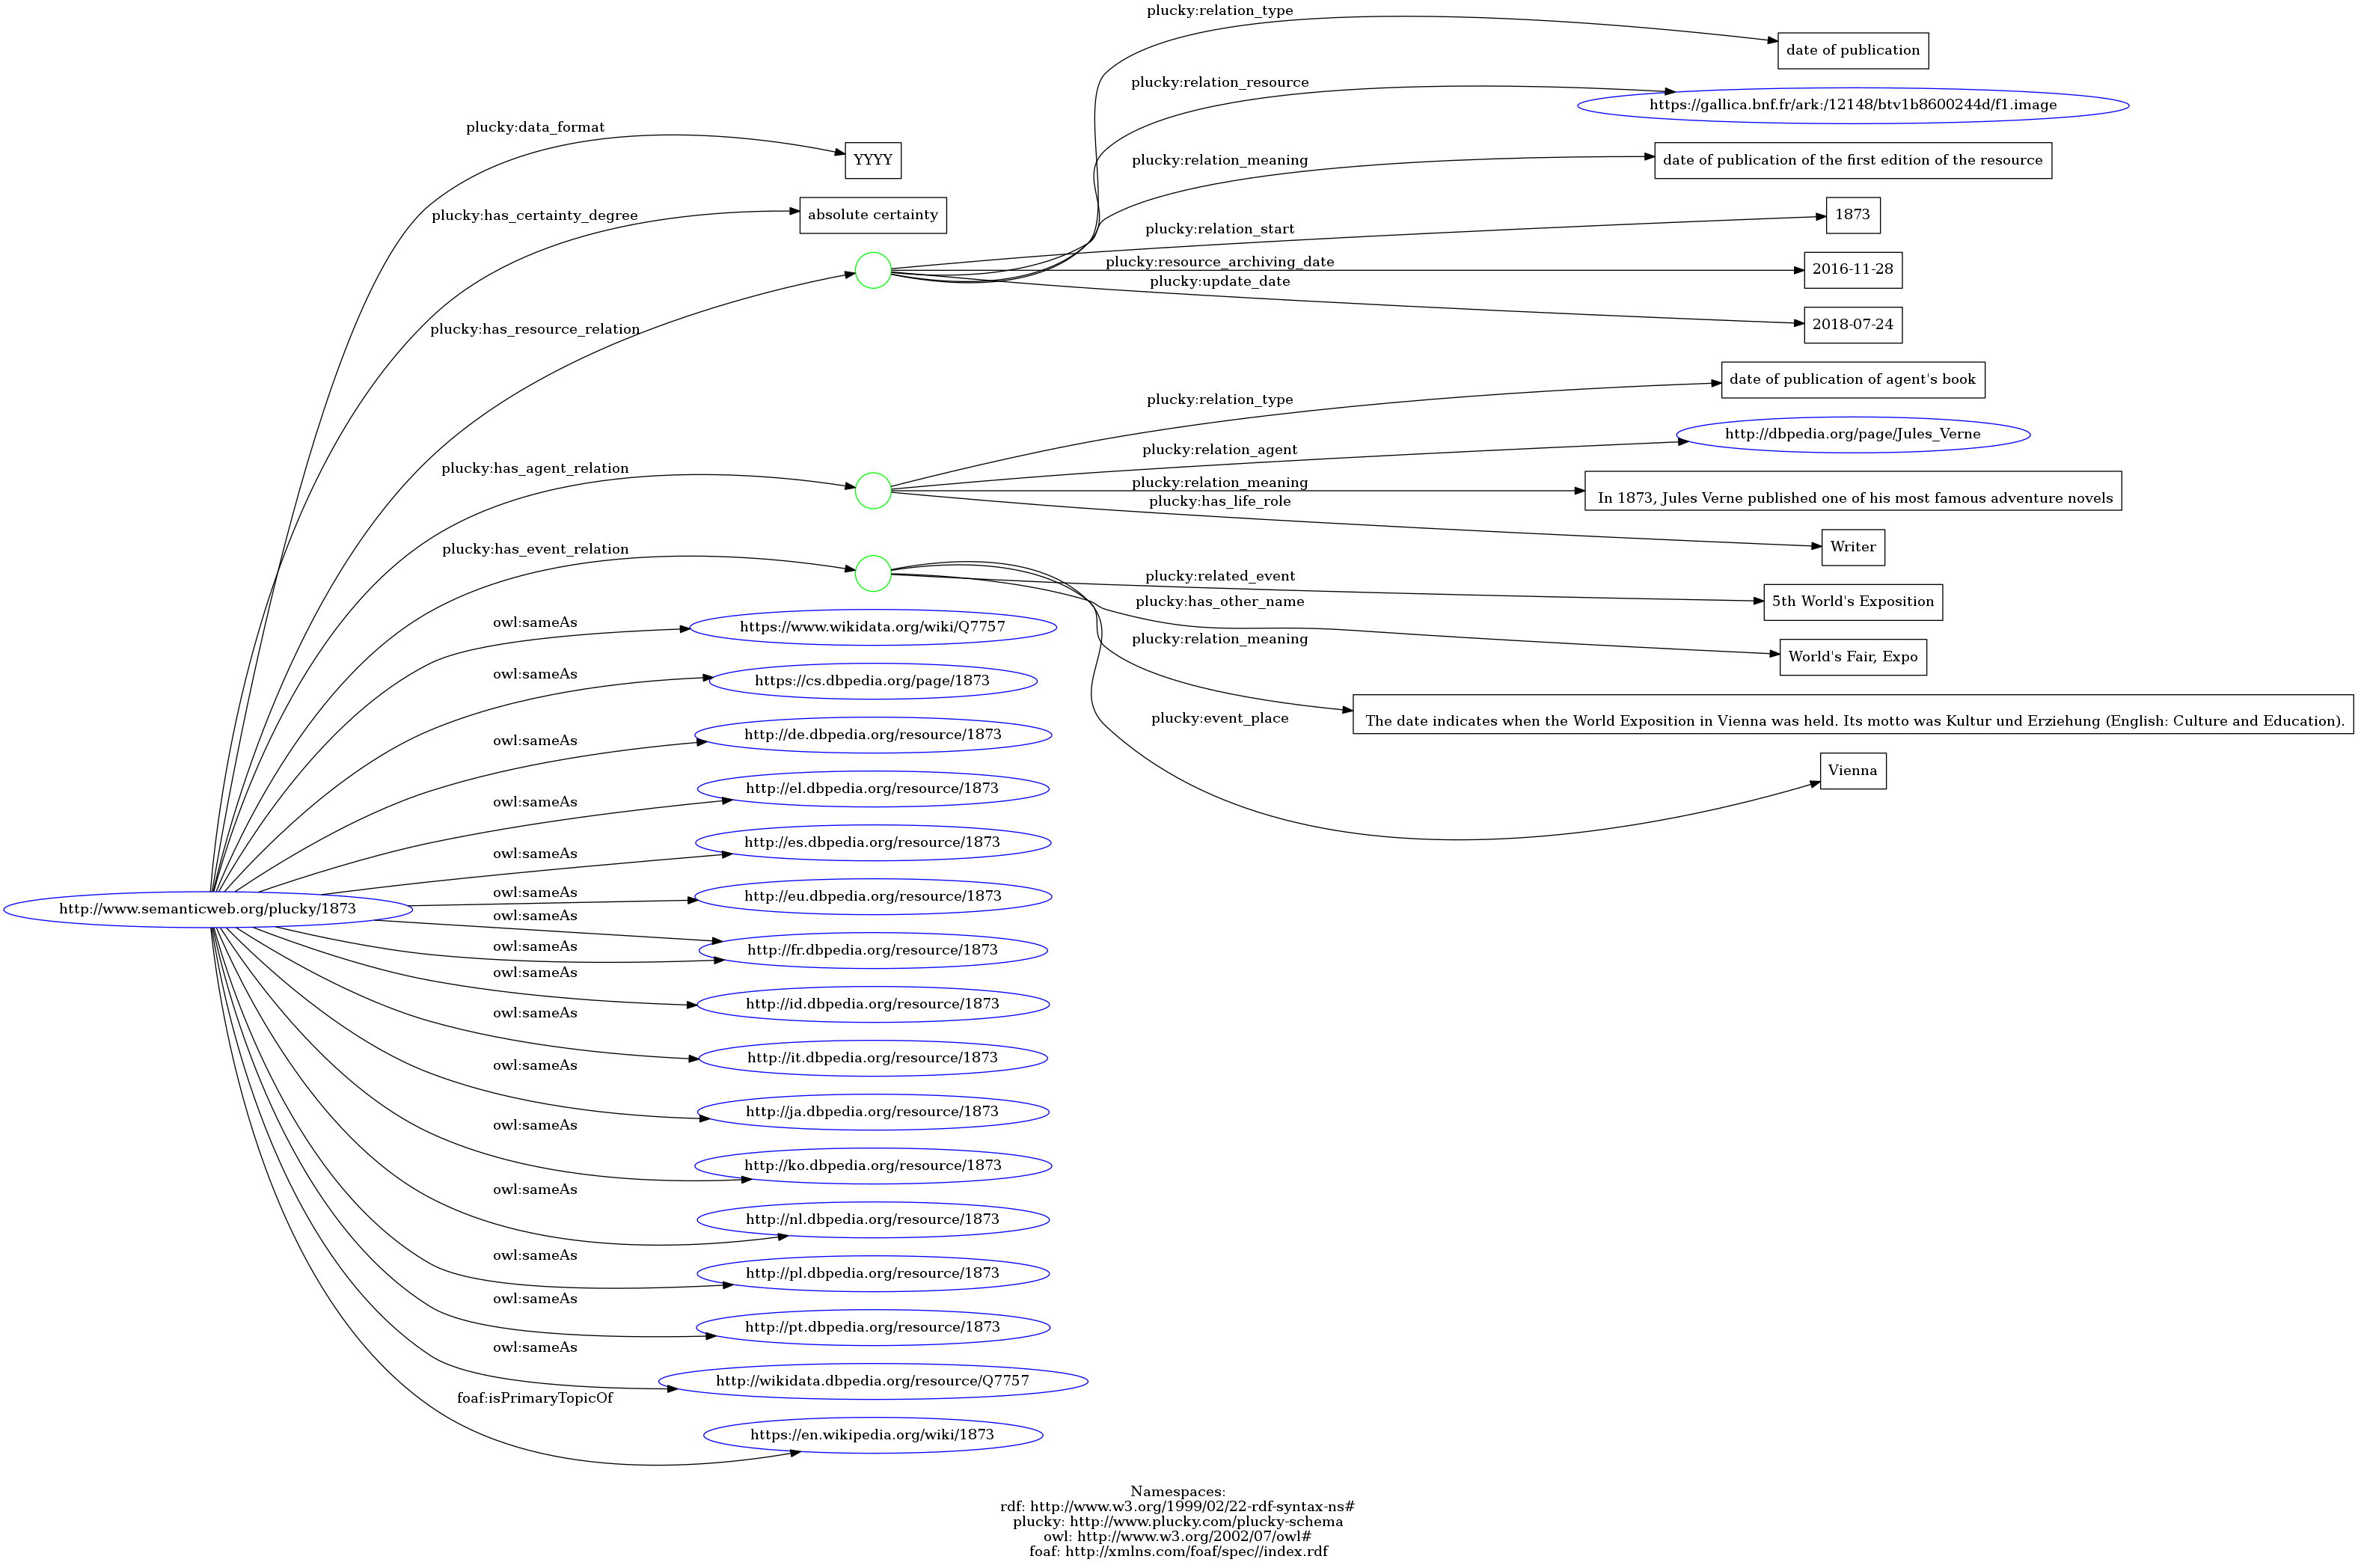 plucky:relation_type
date of publication
plucky:relation_resource
https://gallica.bnf.fr/ark:/12148/btv1b8600244d/f1.image
plucky:data_format
YYYY
plucky:relation_meaning
date of publication of the first edition of the resource
plucky:has_certainty_degree
absolute certainty
plucky:relation_start
1873
plucky:resource_archiving_date
2016-11-28
plucky:update_date
2018-07-24
plucky:has_resource_relation
date of publication of agent's book
plucky:relation_type
http://dbpedia.org/page/Jules_Verne
plucky:relation_agent
plucky:has_agent_relation
plucky:relation_meaning
In 1873, Jules Verne published one of his most famous adventure novels
plucky:has_life_role
Writer
plucky:has_event_relation
plucky:related_event
5th World's Exposition
plucky:has_other_name
World's Fair, Expo
plucky:relation_meaning
The date indicates when the World Exposition in Vienna was held. Its motto was Kultur und Erziehung (English: Culture and Education).
plucky:event_place
Vienna
owl:sameAs
https://www.wikidata.org/wiki/Q7757
owl:sameAs
https://cs.dbpedia.org/page/1873
owl:sameAs
http://de.dbpedia.org/resource/1873
owl:sameAs
http://el.dbpedia.org/resource/1873
owl:sameAs
http://es.dbpedia.org/resource/1873
owl:sameAs
http://eu.dbpedia.org/resource/1873
http://www.semanticweb.org/plucky/1873
owl:sameAs
owl:sameAs
http://fr.dbpedia.org/resource/1873
owl:sameAs
http://id.dbpedia.org/resource/1873
owl:sameAs
http://it.dbpedia.org/resource/1873
owl:sameAs
http://ja.dbpedia.org/resource/1873
owl:sameAs
http://ko.dbpedia.org/resource/1873
owl:sameAs
http://nl.dbpedia.org/resource/1873
owl:sameAs
http://pl.dbpedia.org/resource/1873
owl:sameAs
http://pt.dbpedia.org/resource/1873
owl:sameAs
http://wikidata.dbpedia.org/resource/Q7757
foaf:isPrimaryTopicOf
https://en.wikipedia.org/wiki/1873
Namespaces:
rdf: http://www.w3.org/1999/02/22-rdf-syntax-ns#
plucky: http://www.plucky.com/plucky-schema
owl: http://www.w3.org/2002/07/owl#
foaf: http://xmlns.com/foaf/spec//index.rdf